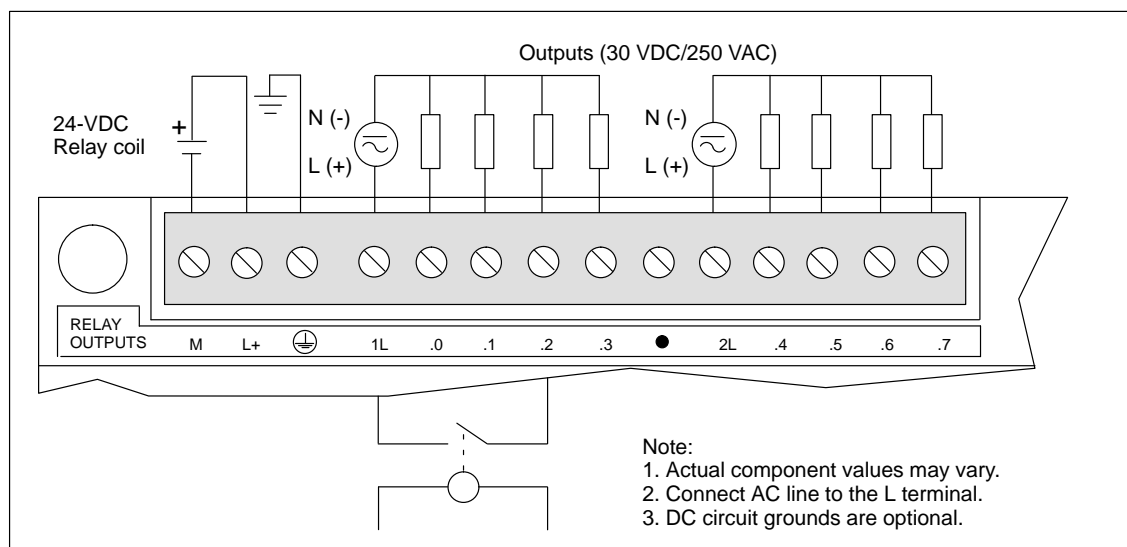 Outputs (30 VDC/250 VAC)
24-VDC
Relay coil
+
N (-)
L (+)
N (-)
L (+)
RELAY
OUTPUTS
M L+ 1L .0 .1 .2 .3 2L .4 .5 .6 .7
Note:
1. Actual component values may vary.
2. Connect AC line to the L terminal.
3. DC circuit grounds are optional.